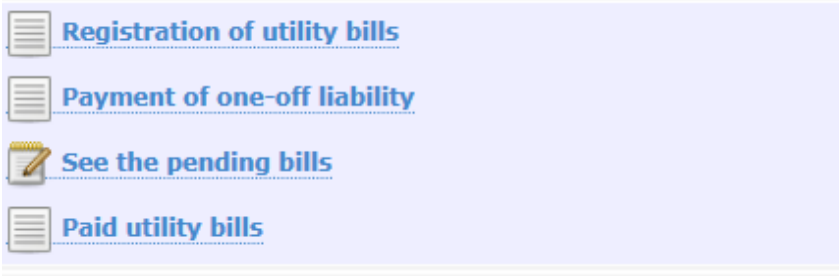 Registration of utility bills
Payment of one-off liability
See the pending bills
Paid utility bills